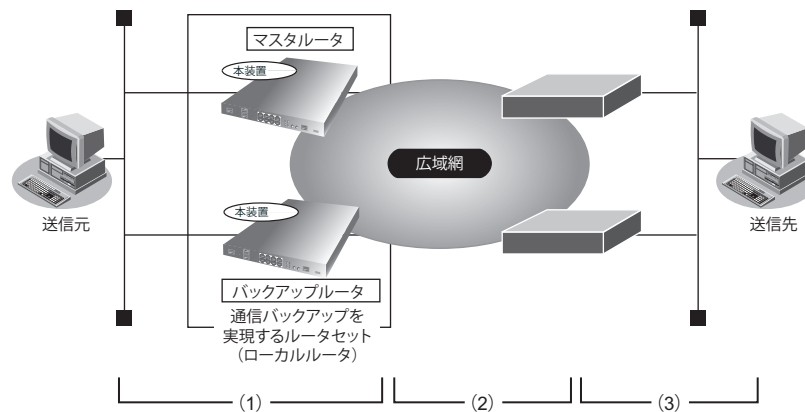 マスタルータ
本装置
広域網
送信元
送信先
本装置
バックアップルータ
通信バックアップを
実現するルータセット
（ローカルルータ）
（1）
（2）
（3）